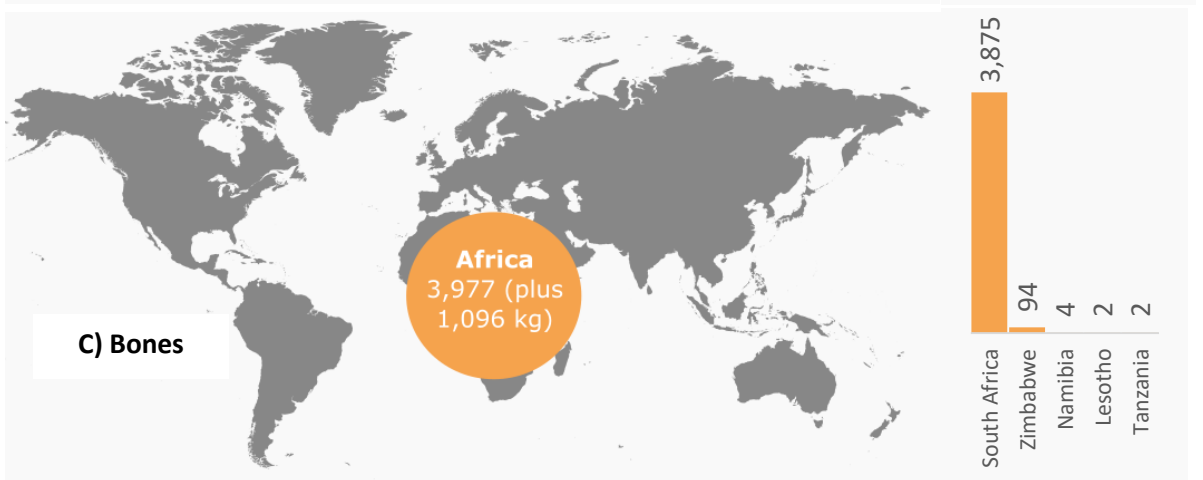 Africa
3,977 (plus
1,096 kg)
C) Bones
3,875
94
4
2
2
South Africa
Zimbabwe
Namibia
Lesotho
Tanzania